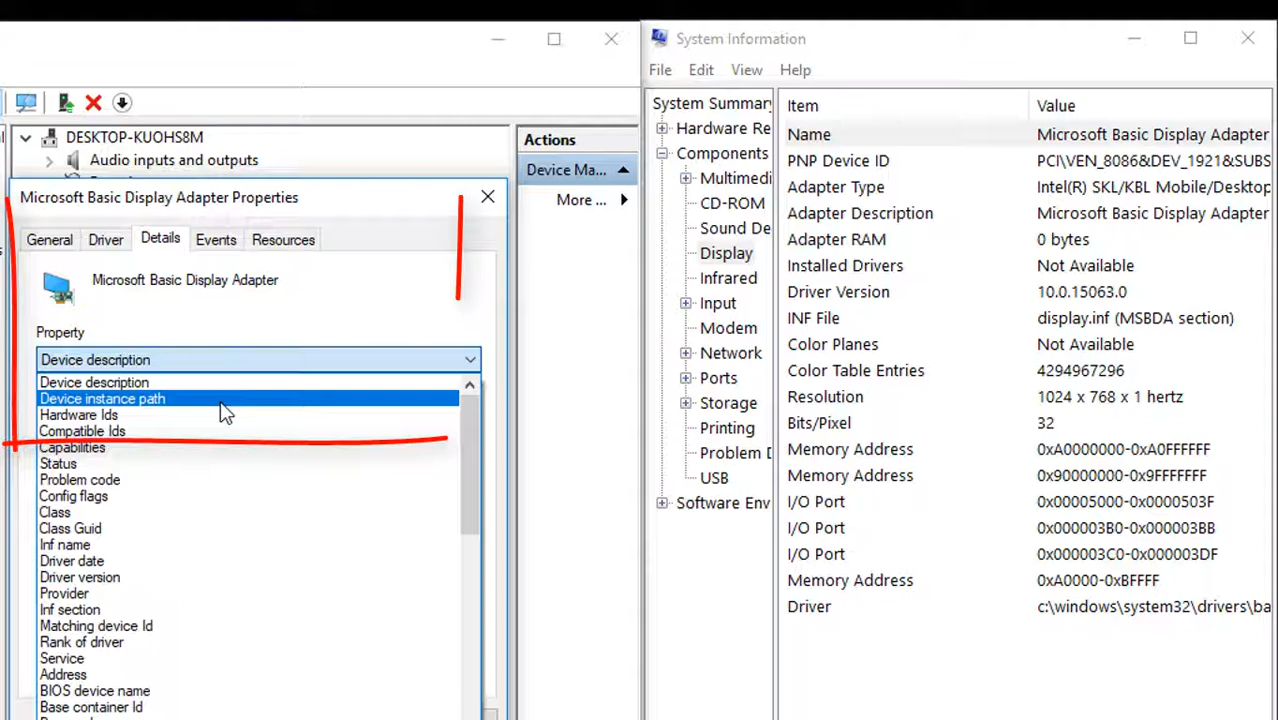 DESKTOP-KUOHS8M
Audio inputs and outputs
Actions
Device Ma...
More ...
Microsoft Basic Display Adapter Properties
General
Driver
Details
Events
Resources
Microsoft Basic Display Adapter
Property
Device description
Device description
Device instance path
Hardware Ids
Compatible Ids
Capabilities
Status
Problem code
Config flags
Class
Class Guid
Inf name
Driver date
Driver version
Provider
Inf section
Matching device Id
Rank of driver
Service
Address
BIOS device name
Base container Id
System Information
File Edit View Help
System Summary
Hardware Re
Components
Multimedi
CD-ROM
Sound De
Display
Infrared
Input
Modem
Network
Ports
Storage
Printing
Problem D
USB
Software Env
Item Value
Name Microsoft Basic Display Adapter
PNP Device ID PCI\VEN_8086&DEV_1921&SUBS
Adapter Type Intel(R) SKL/KBL Mobile/Desktop
Adapter Description Microsoft Basic Display Adapter
Adapter RAM 0 bytes
Installed Drivers Not Available
Driver Version 10.0.15063.0
INF File display.inf (MSBDA section)
Color Planes Not Available
Color Table Entries 4294967296
Resolution 1024 x 768 x 1 hertz
Bits/Pixel 32
Memory Address 0xA0000000-0xA0FFFFFF
Memory Address 0x90000000-0x9FFFFFFF
I/O Port 0x00005000-0x0000503F
I/O Port 0x000003B0-0x000003BB
I/O Port 0x000003C0-0x000003DF
Memory Address 0xA0000-0xBFFFF
Driver c:\windows\system32\drivers\ba